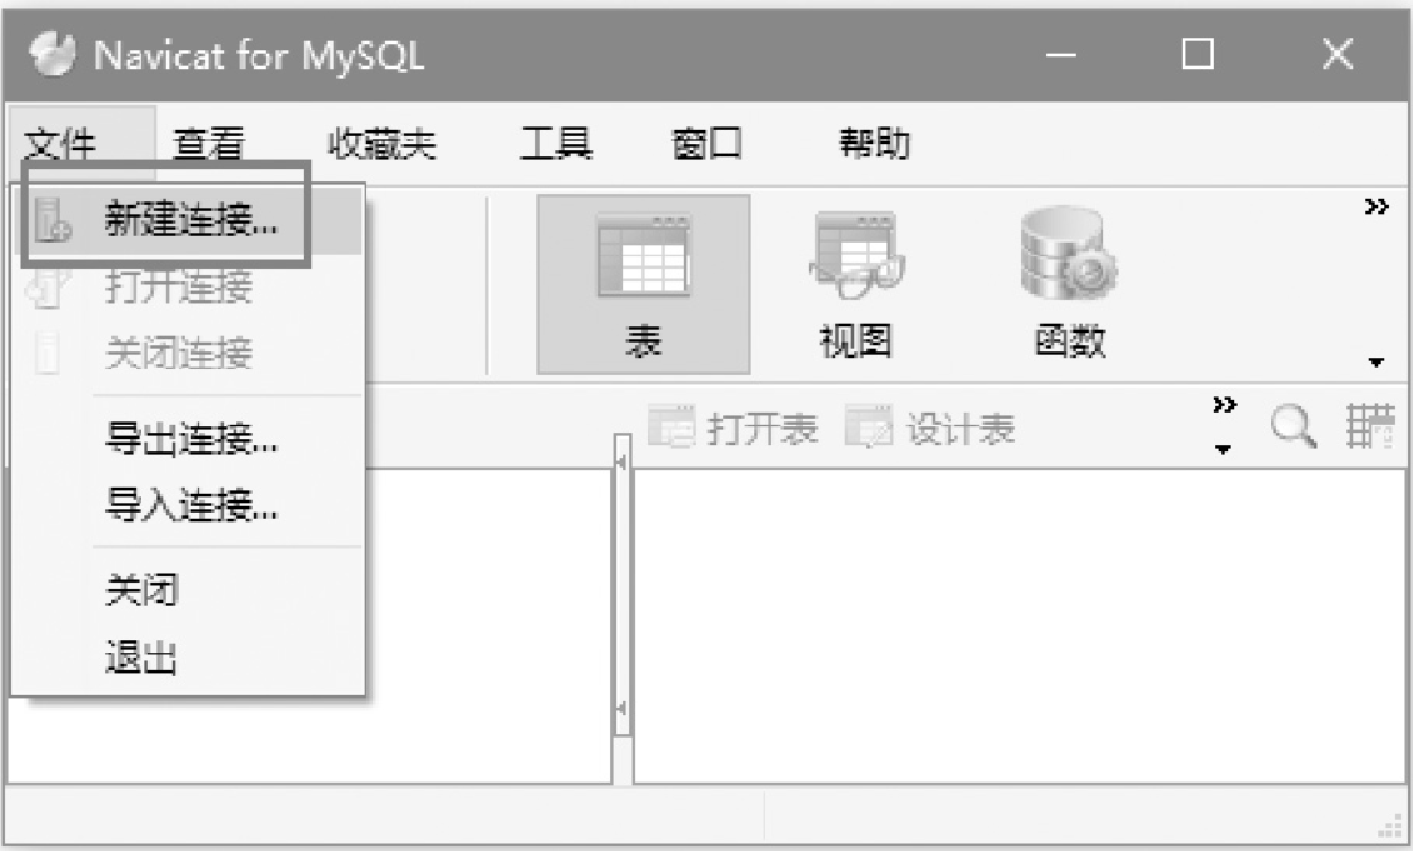 Navicat for MySQL
文件 查看 收藏夹 工具 窗口 帮助
新建连接...
打开连接
关闭连接
导出连接...
导入连接...
关闭
退出
表 视图 函数
打开表 设计表